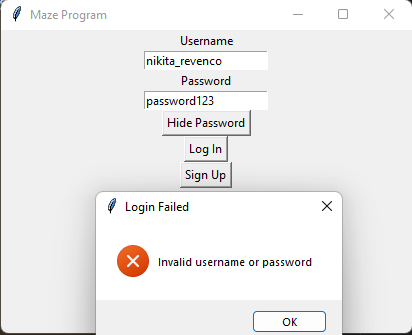 Maze Program
Username
nikita_revenco
Password
password123
Hide Password
Log In
Sign Up
Login Failed
Invalid username or password
OK